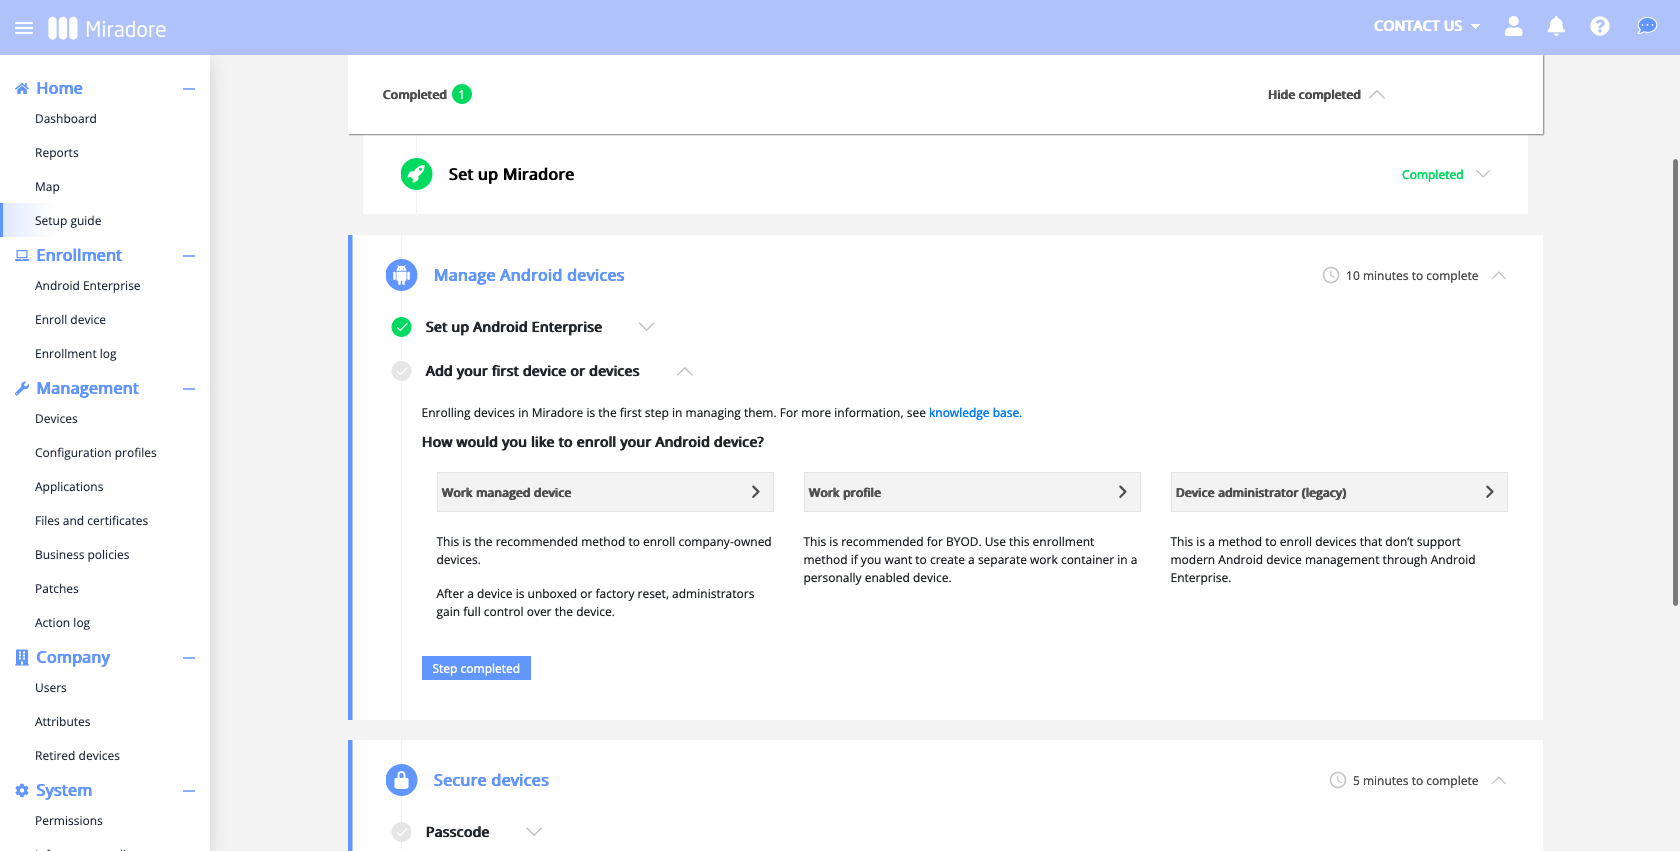 Miradore
CONTACT US
Home
Dashboard
Reports
Map
Setup guide
Enrollment
Android Enterprise
Enroll device
Enrollment log
Management
Devices
Configuration profiles
Applications
Files and certificates
Business policies
Patches
Action log
Company
Users
Attributes
Retired devices
System
Permissions
Completed 1
Hide completed
Set up Miradore
Completed
Manage Android devices
10 minutes to complete
Set up Android Enterprise
Add your first device or devices
Enrolling devices in Miradore is the first step in managing them. For more information, see knowledge base.
How would you like to enroll your Android device?
Work managed device
This is the recommended method to enroll company-owned
devices.
After a device is unboxed or factory reset, administrators
gain full control over the device.
Work profile
This is recommended for BYOD. Use this enrollment
method if you want to create a separate work container in a
personally enabled device.
Device administrator (legacy)
This is a method to enroll devices that don’t support
modern Android device management through Android
Enterprise.
Step completed
Secure devices
5 minutes to complete
Passcode